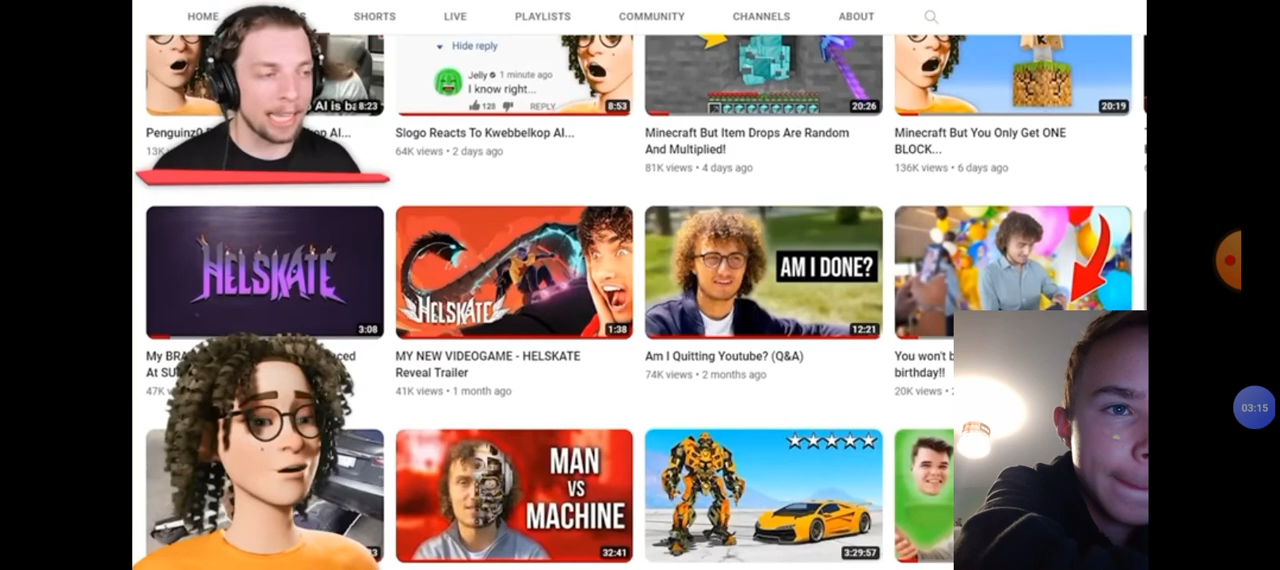 HOME
SHORTS
LIVE
PLAYLISTS
COMMUNITY
CHANNELS
ABOUT
AI is ba
8:23
Hide reply
Jelly 1 minute ago
I know right...
128 REPLY
8:53
20:26
K
20:19
Slogo Reacts To Kwebbelkop AI...
64K views • 2 days ago
Minecraft But Item Drops Are Random
And Multiplied!
81K views • 4 days ago
Minecraft But You Only Get ONE
BLOCK...
136K views • 6 days ago
HELSKATE
3:08
HELSKATE
1:38
AM I DONE?
12:21
MY NEW VIDEOGAME - HELSKATE
Reveal Trailer
41K views • 1 month ago
Am I Quitting Youtube? (Q&A)
74K views • 2 months ago
You won't b
birthday!!
20K views •
My BRA
At SU
47K
MAN
VS
MACHINE
32:41
3:29:57
03:15